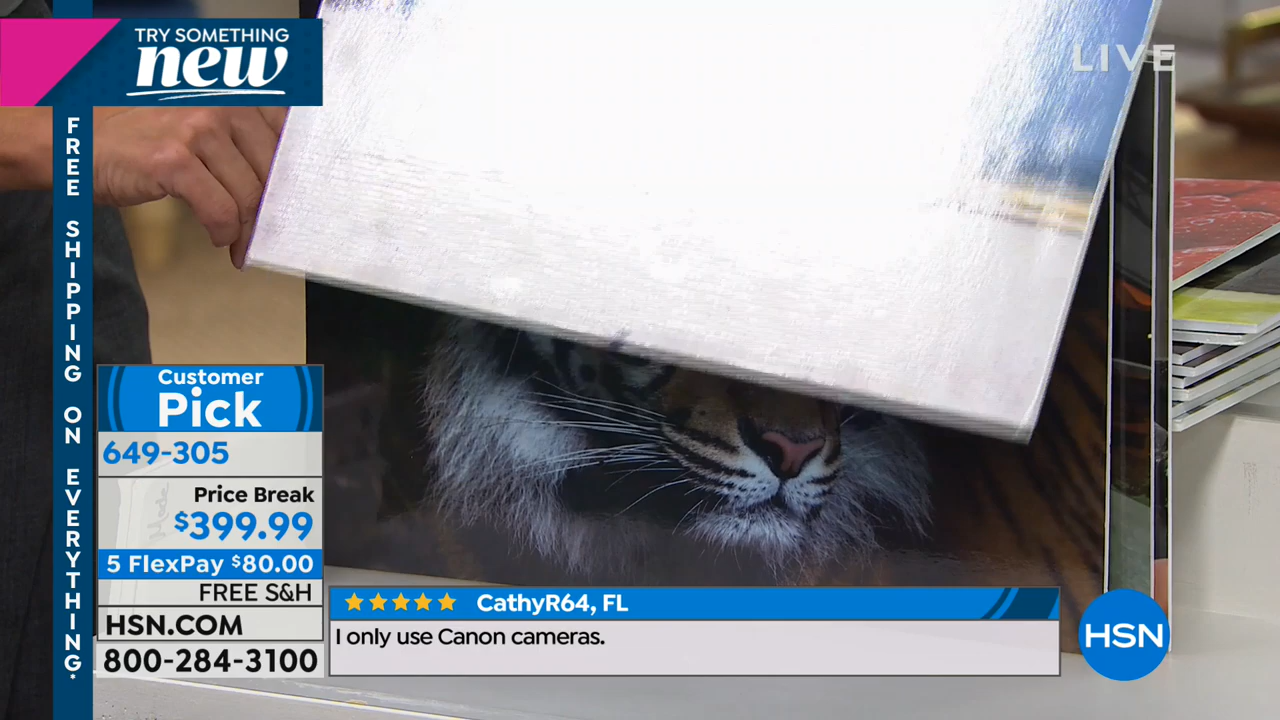 TRY SOMETHING
new
LIVE
FREE SHIPPING ON EVERYTHING.*
Customer
Pick
649-305
Price Break
$399.99
5 FlexPay $80.00
FREE S&H
HSN.COM
800-284-3100
CathyR64, FL
I only use Canon cameras.
HSN